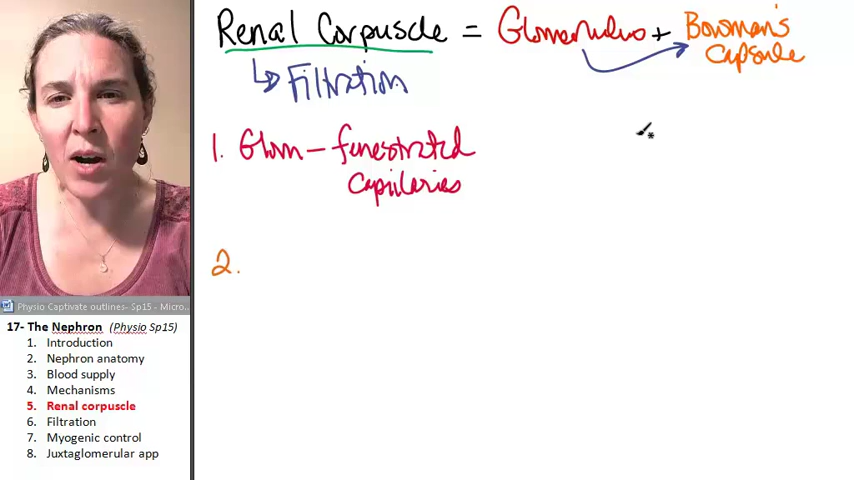 Renal Corpuscle = Glomerulus + Bowman's
Capsule
Filtration
1. Glom - fenestrated
capillaries
2.
Physio Captivate outlines- Sp15 - Micro...
17- The Nephron (Physio Sp15)
1. Introduction
2. Nephron anatomy
3. Blood supply
4. Mechanisms
5. Renal corpuscle
6. Filtration
7. Myogenic control
8. Juxtaglomerular app